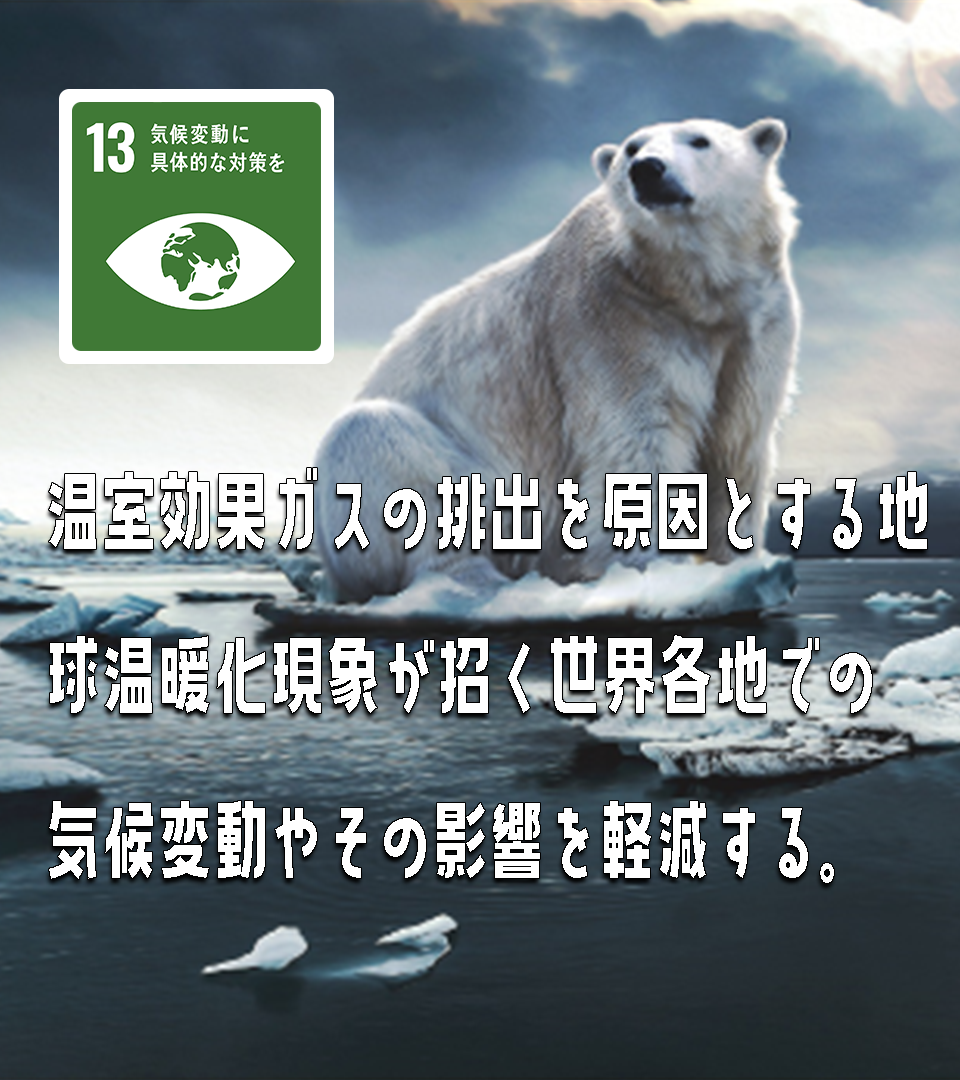 13
気候変動に
具体的な対策を
温室効果ガスの排出を原因とする地
球温暖化現象が招く世界各地での
気候変動やその影響を軽減する。